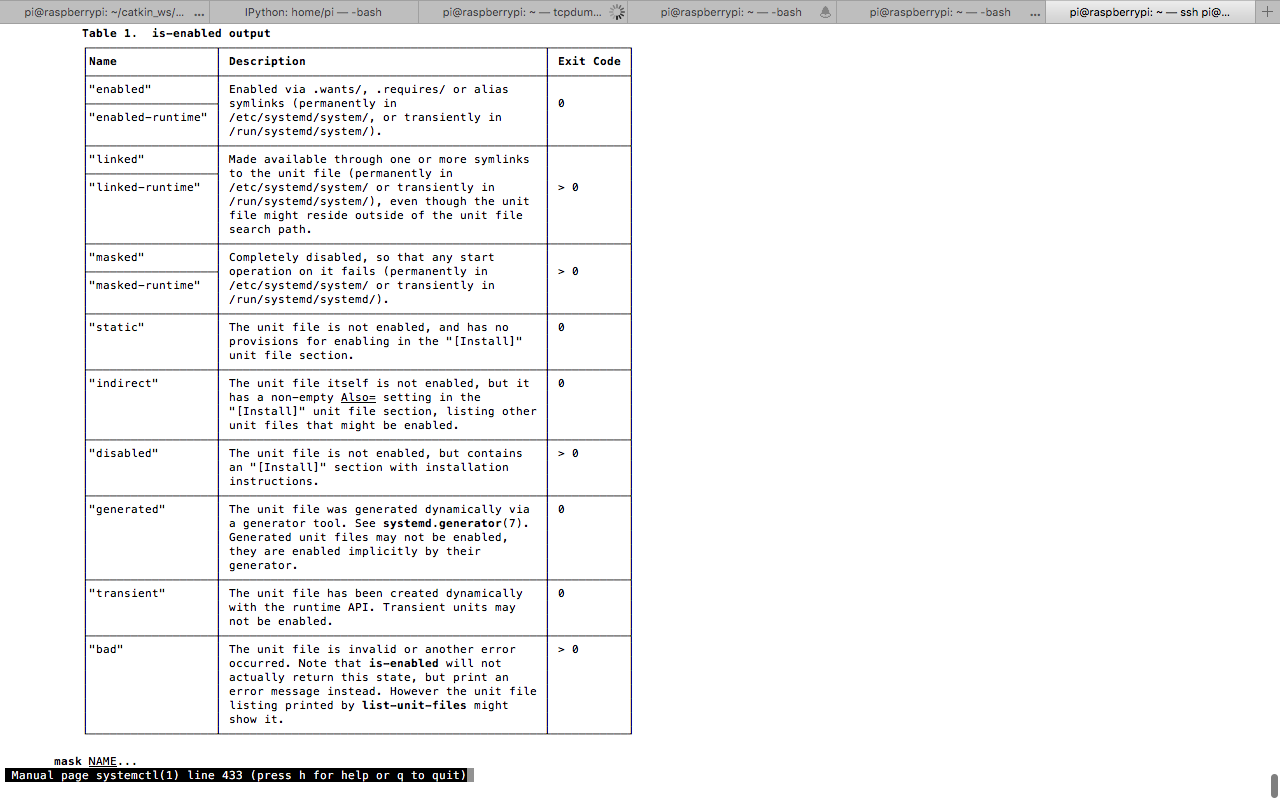 pi@raspberrypi: ~/catkin_ws/... ...
IPython: home/pi — -bash
pi@raspberrypi: ~ — tcpdum...
pi@raspberrypi: ~ — -bash
pi@raspberrypi: ~ — -bash ...
pi@raspberrypi: ~ — ssh pi@...
+
Table 1.  is-enabled output
Name
Description
Exit Code
"enabled"
"enabled-runtime"
Enabled via .wants/, .requires/ or alias
symlinks (permanently in
/etc/systemd/system/, or transiently in
/run/systemd/system/).
0
"linked"
"linked-runtime"
Made available through one or more symlinks
to the unit file (permanently in
/etc/systemd/system/ or transiently in
/run/systemd/system/), even though the unit
file might reside outside of the unit file
search path.
> 0
"masked"
"masked-runtime"
Completely disabled, so that any start
operation on it fails (permanently in
/etc/systemd/system/ or transiently in
/run/systemd/systemd/).
> 0
"static"
The unit file is not enabled, and has no
provisions for enabling in the "[Install]"
unit file section.
0
"indirect"
The unit file itself is not enabled, but it
has a non-empty Also= setting in the
"[Install]" unit file section, listing other
unit files that might be enabled.
0
"disabled"
The unit file is not enabled, but contains
an "[Install]" section with installation
instructions.
> 0
"generated"
The unit file was generated dynamically via
a generator tool. See systemd.generator(7).
Generated unit files may not be enabled,
they are enabled implicitly by their
generator.
0
"transient"
The unit file has been created dynamically
with the runtime API. Transient units may
not be enabled.
0
"bad"
The unit file is invalid or another error
occurred. Note that is-enabled will not
actually return this state, but print an
error message instead. However the unit file
listing printed by list-unit-files might
show it.
> 0
mask NAME...
Manual page systemctl(1) line 433 (press h for help or q to quit)